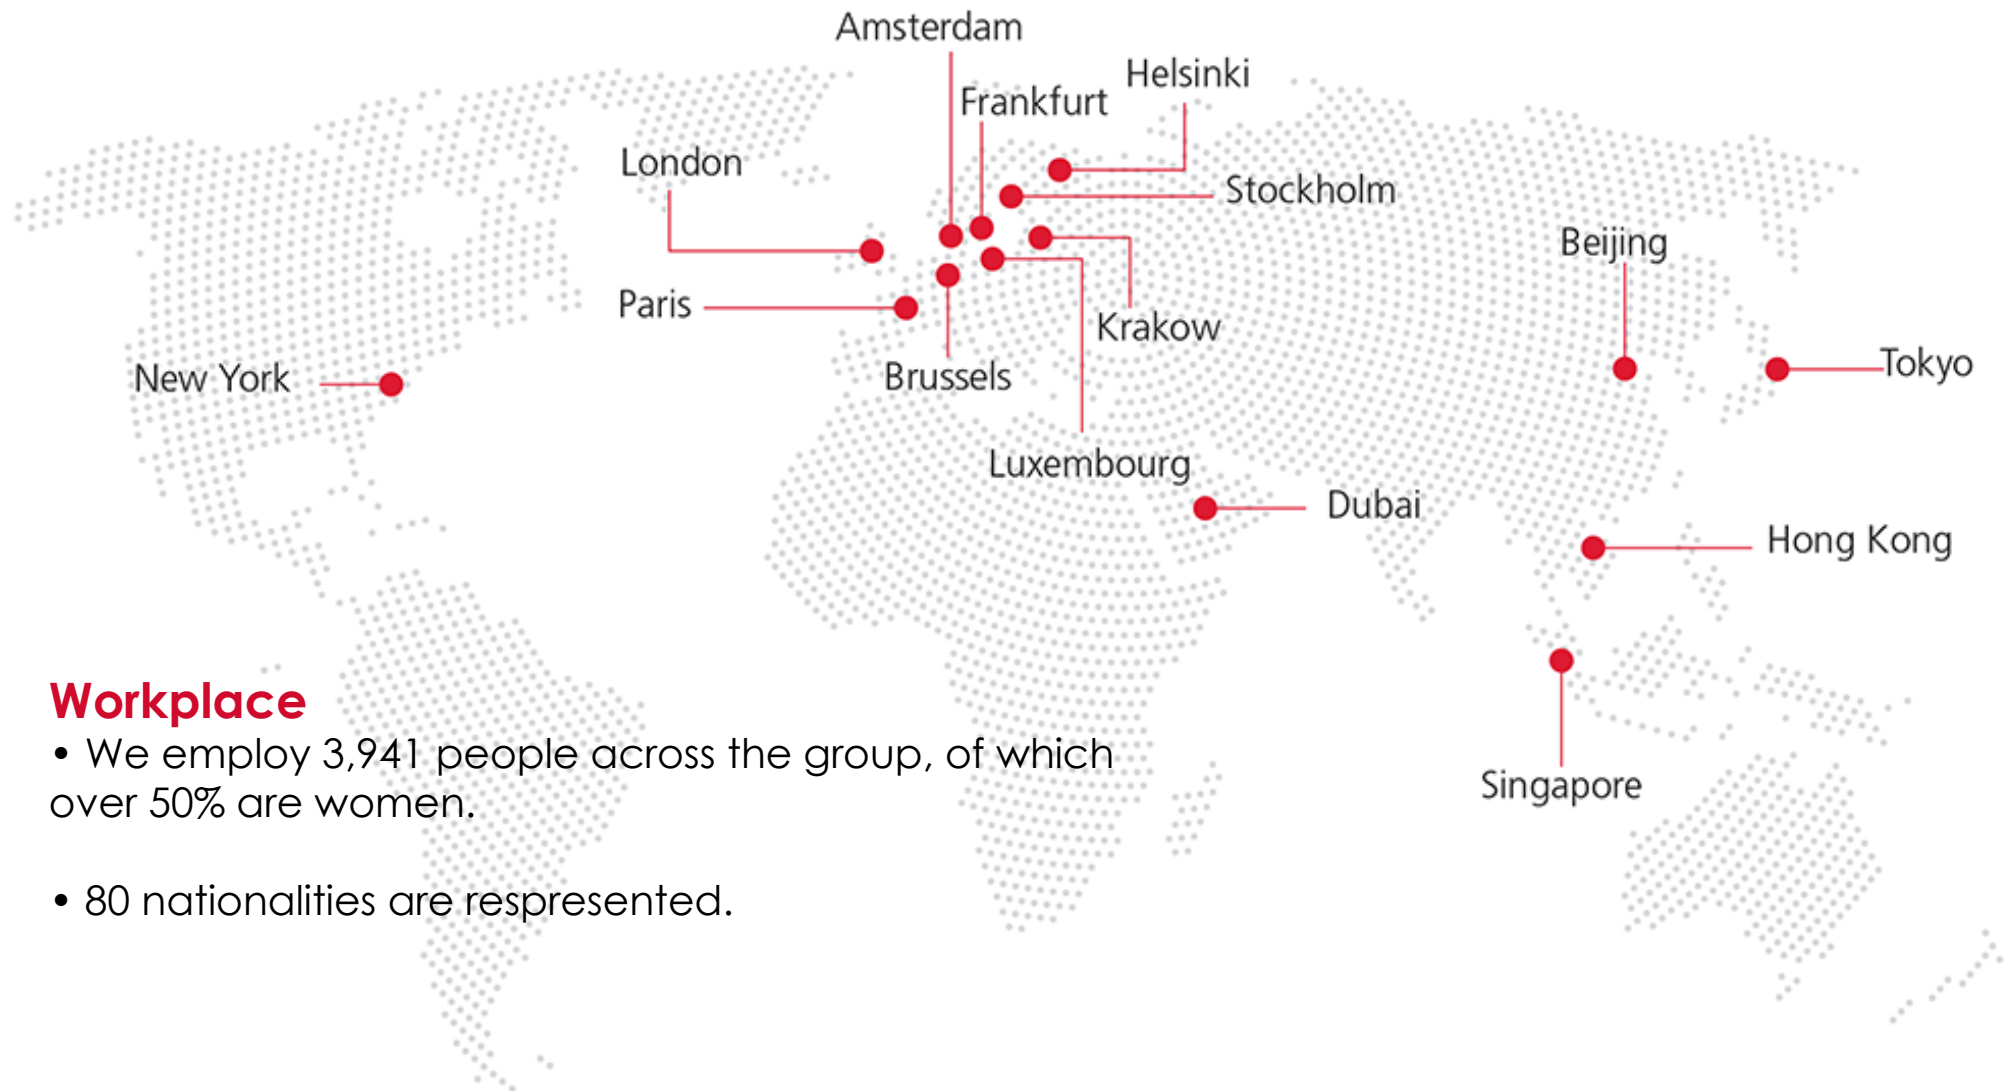 Amsterdam
Helsinki
Frankfurt
London
Stockholm
Beijing
Paris
Krakow
Tokyo
New York
Brussels
Luxembourg
Dubai
Hong Kong
Workplace
• We employ 3,941 people across the group, of which
over 50% are women.
Singapore
• 80 nationalities are respresented.